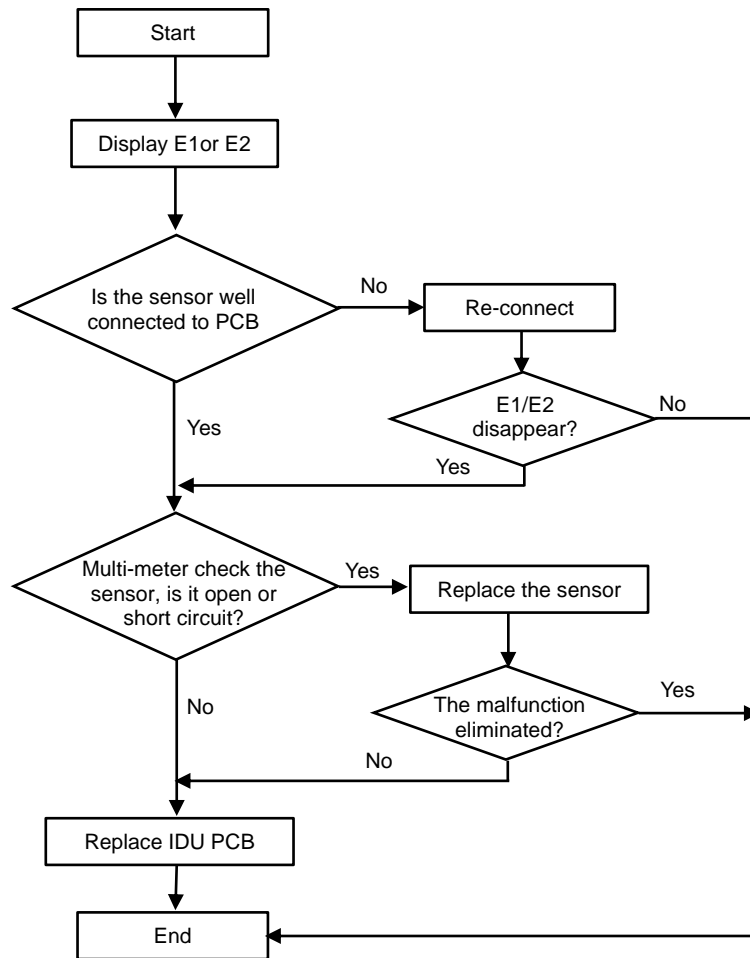 Start
Display E1or E2
Is the sensor well
connected to PCB
No
Re-connect
E1/E2
disappear?
No
Yes
Yes
Multi-meter check the
sensor, is it open or
short circuit?
Yes
Replace the sensor
The malfunction
eliminated?
Yes
No
No
Replace IDU PCB
End